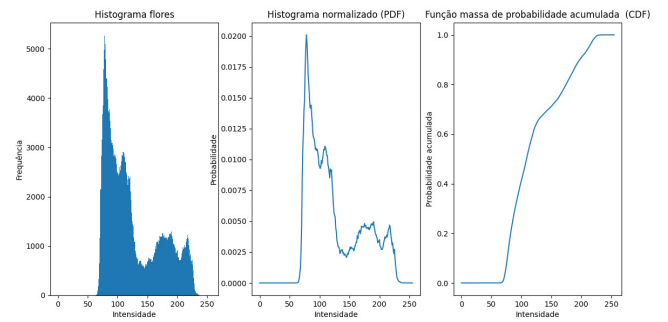 Histograma flores
5000
4000
3000
2000
1000
0
Frequência
0 50 100 150 200 250
Intensidade
Histograma normalizado (PDF)
0.0200
0.0175
0.0150
0.0125
0.0100
0.0075
0.0050
0.0025
0.0000
Probabilidade
0 50 100 150 200 250
Intensidade
Função massa de probabilidade acumulada (CDF)
1.0
0.8
0.6
0.4
0.2
0.0
Probabilidade acumulada
0 50 100 150 200 250
Intensidade